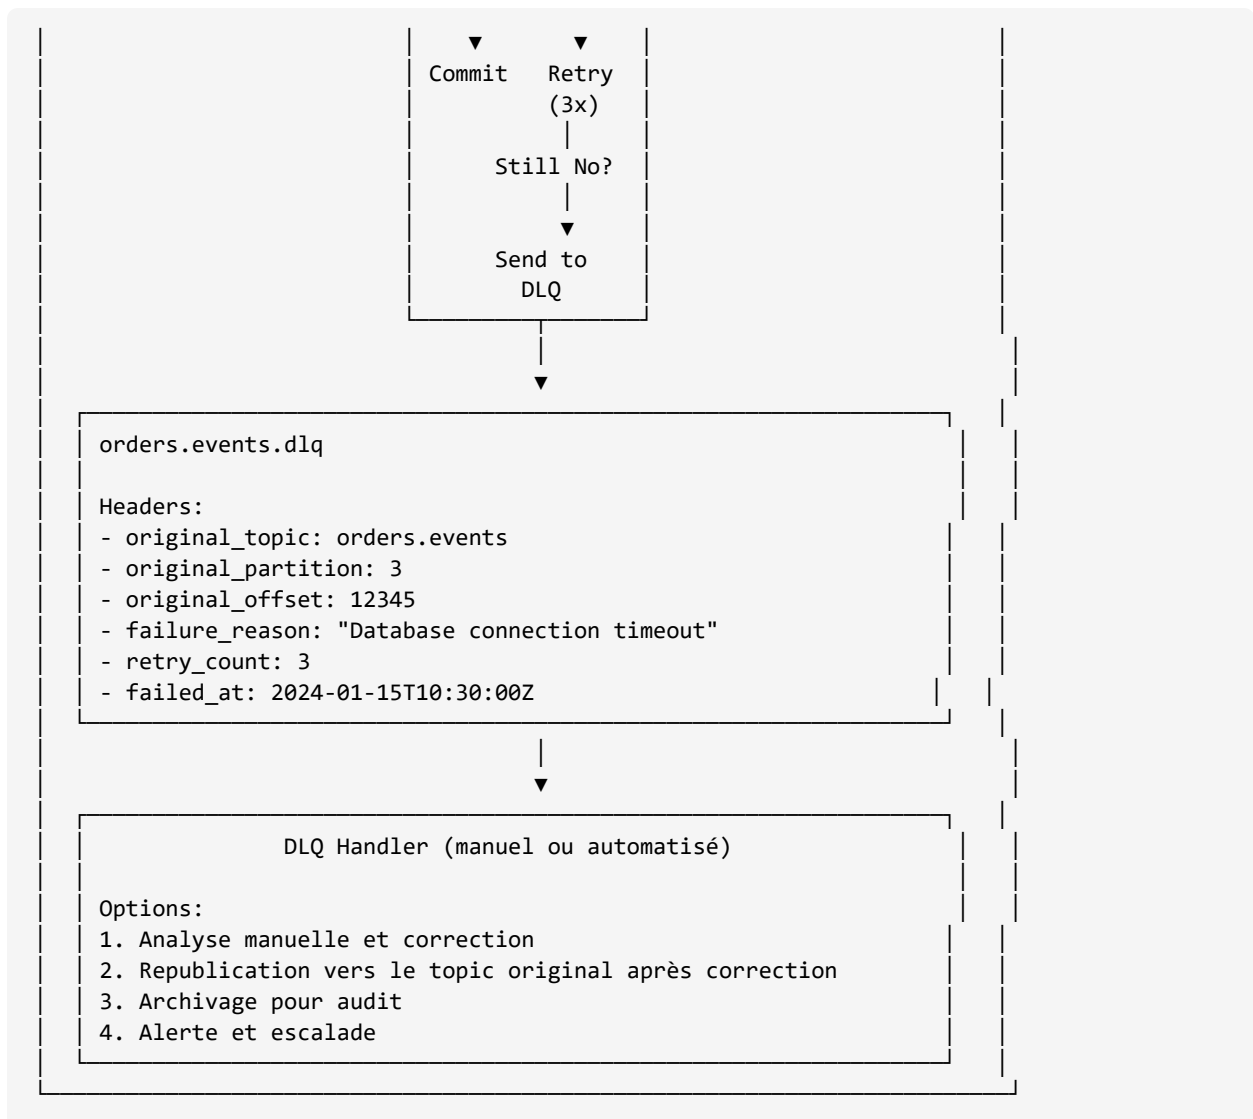 Commit Retry
(3x)
Still No?
Send to
DLQ
orders.events.dlq
Headers:
- original_topic: orders.events
- original_partition: 3
- original_offset: 12345
- failure_reason: "Database connection timeout"
- retry_count: 3
- failed_at: 2024-01-15T10:30:00Z
DLQ Handler (manuel ou automatisé)
Options:
1. Analyse manuelle et correction
2. Republication vers le topic original après correction
3. Archivage pour audit
4. Alerte et escalade